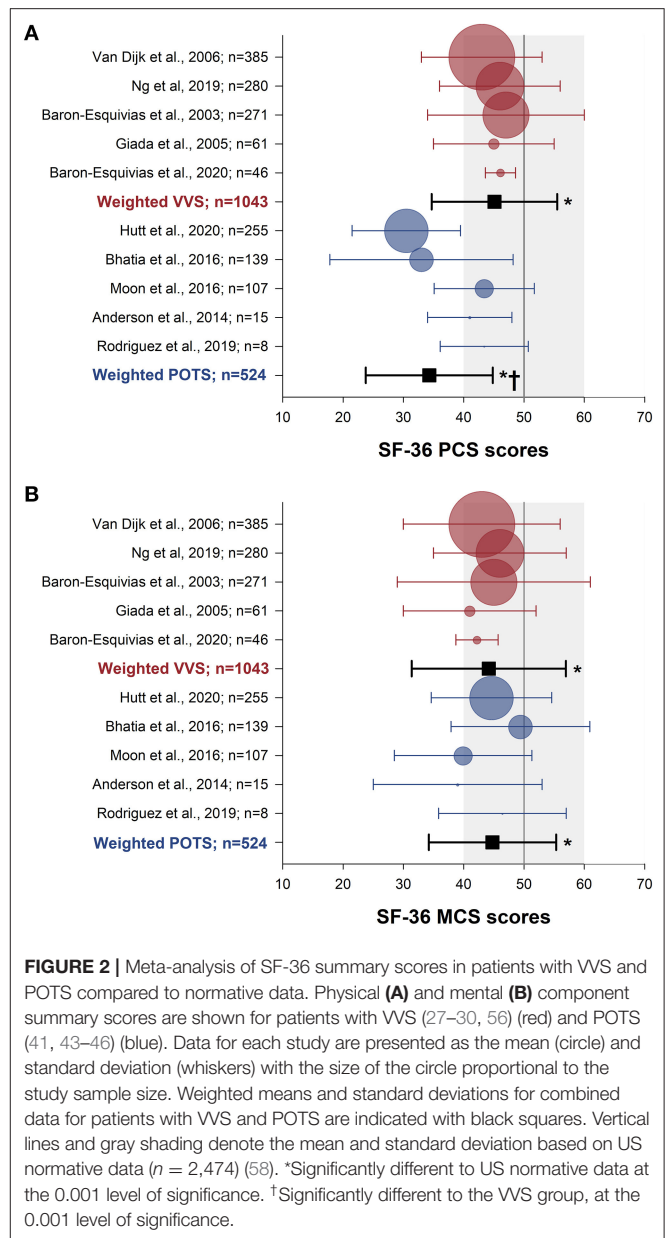 A
Van Dijk et al., 2006; n=385
Ng et al, 2019; n=280
Baron-Esquivias et al. 2003; n=271
Giada et al. 2005; n=61
Baron-Esquivias et al. 2020; n=46
Weighted VVS; n=1043
*
Hutt et al., 2020; n=255
Bhatia et al. 2016; n=139
Moon et al. 2016; n=107
Anderson et al. 2014; n=15
Rodriguez et al. 2019; n=8
Weighted POTS; n=524
*†
10 20 30 40 50 60 70
SF-36 PCS scores
B
Van Dijk et al., 2006; n=385
Ng et al, 2019; n=280
Baron-Esquivias et al. 2003; n=271
Giada et al. 2005; n=61
Baron-Esquivias et al. 2020; n=46
Weighted VVS; n=1043
*
Hutt et al. 2020; n=255
Bhatia et al. 2016; n=139
Moon et al. 2016; n=107
Anderson et al. 2014; n=15
Rodriguez et al. 2019; n=8
Weighted POTS; n=524
*
10 20 30 40 50 60 70
SF-36 MCS scores
FIGURE 2 | Meta-analysis of SF-36 summary scores in patients with VVS and
POTS compared to normative data. Physical (A) and mental (B) component
summary scores are shown for patients with VVS (27–30, 56) (red) and POTS
(41, 43–46) (blue). Data for each study are presented as the mean (circle) and
standard deviation (whiskers) with the size of the circle proportional to the
study sample size. Weighted means and standard deviations for combined
data for patients with VVS and POTS are indicated with black squares. Vertical
lines and gray shading denote the mean and standard deviation based on US
normative data (n = 2,474) (58). *Significantly different to US normative data at
the 0.001 level of significance. †Significantly different to the VVS group, at the
0.001 level of significance.